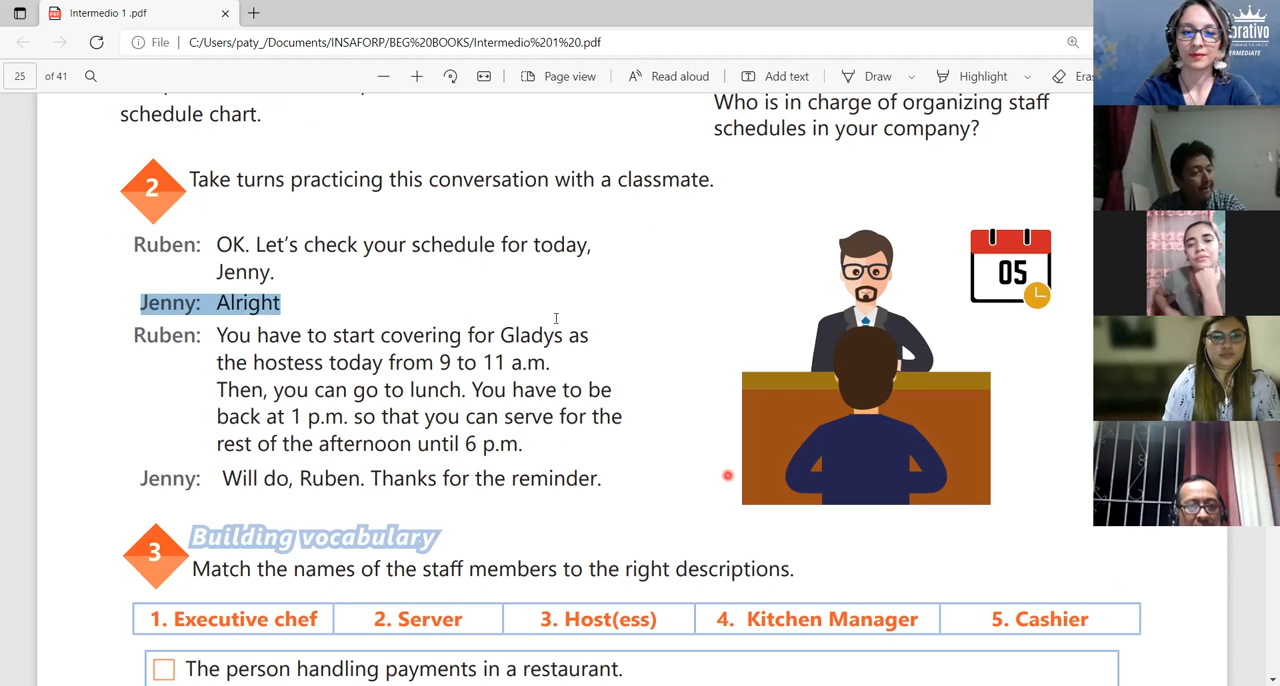 Intermedio 1 .pdf
File C:/Users/paty_/Documents/INSAFORP/BEG%20BOOKS/Intermedio%201%20.pdf
25 of 41 Page view Read aloud Add text Draw Highlight Eras
schedule chart.
Who is in charge of organizing staff
schedules in your company?
2 Take turns practicing this conversation with a classmate.
Ruben: OK. Let's check your schedule for today,
Jenny.
Jenny: Alright
Ruben: You have to start covering for Gladys as
the hostess today from 9 to 11 a.m.
Then, you can go to lunch. You have to be
back at 1 p.m. so that you can serve for the
rest of the afternoon until 6 p.m.
Jenny: Will do, Ruben. Thanks for the reminder.
05
3 Building vocabulary
Match the names of the staff members to the right descriptions.
1. Executive chef 2. Server 3. Host(ess) 4. Kitchen Manager 5. Cashier
The person handling payments in a restaurant.
orativo
ERMEDIATE